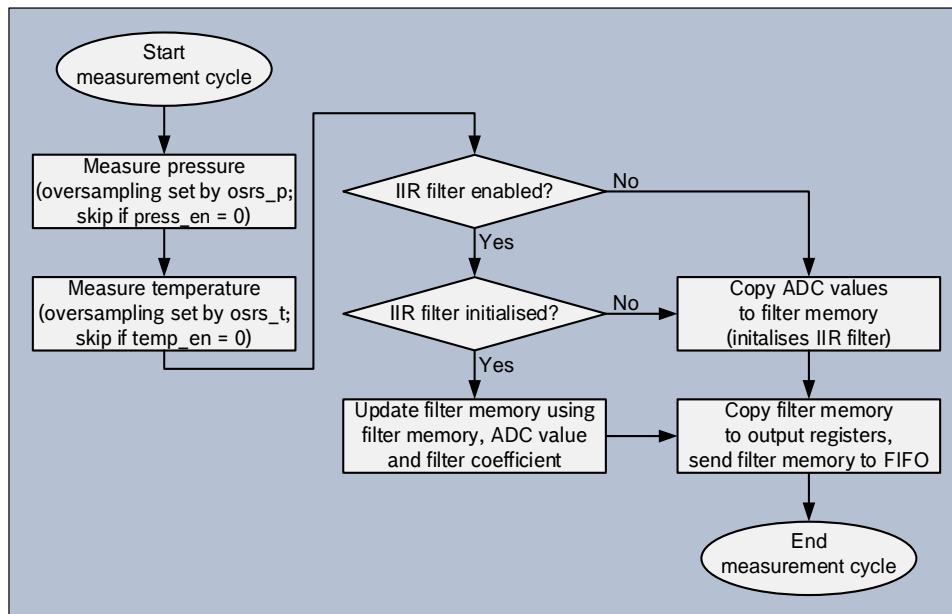 Start
measurement cycle
Measure pressure
(oversampling set by osrs_p;
skip if press_en = 0)
Measure temperature
(oversampling set by osrs_t;
skip if temp_en = 0)
IIR filter enabled?
No
Yes
IIR filter initialised?
No
Yes
Update filter memory using
filter memory, ADC value
and filter coefficient
Copy ADC values
to filter memory
(initalises IIR filter)
Copy filter memory
to output registers,
send filter memory to FIFO
End
measurement cycle